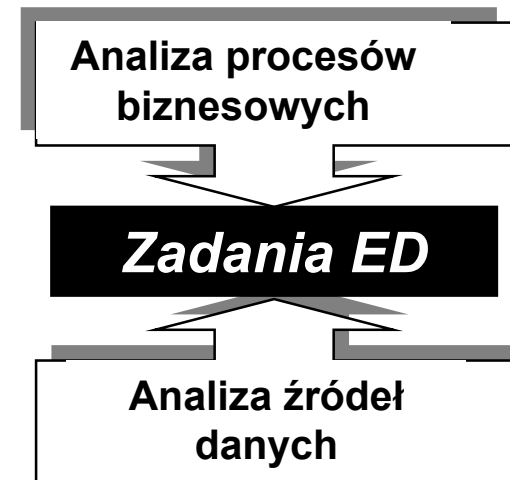 Analiza procesów
biznesowych
Zadania ED
Analiza źródeł
danych